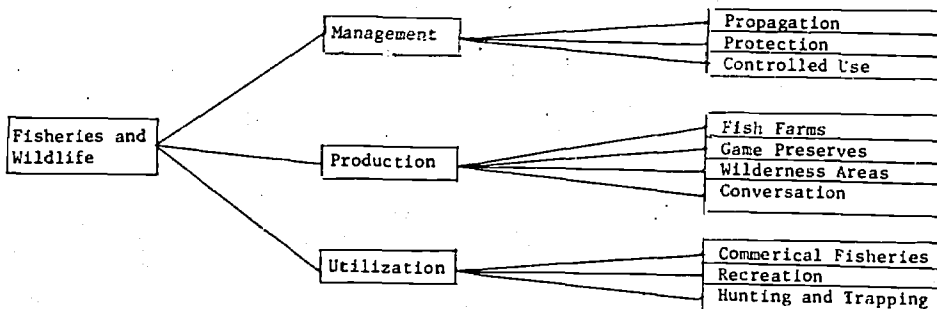 Management
Propagation
Protection
Controlled Use
Fisheries and
Wildlife
Production
Fish Farms
Game Preserves
Wilderness Areas
Conversation
Utilization
Commerical Fisheries
Recreation
Hunting and Trapping